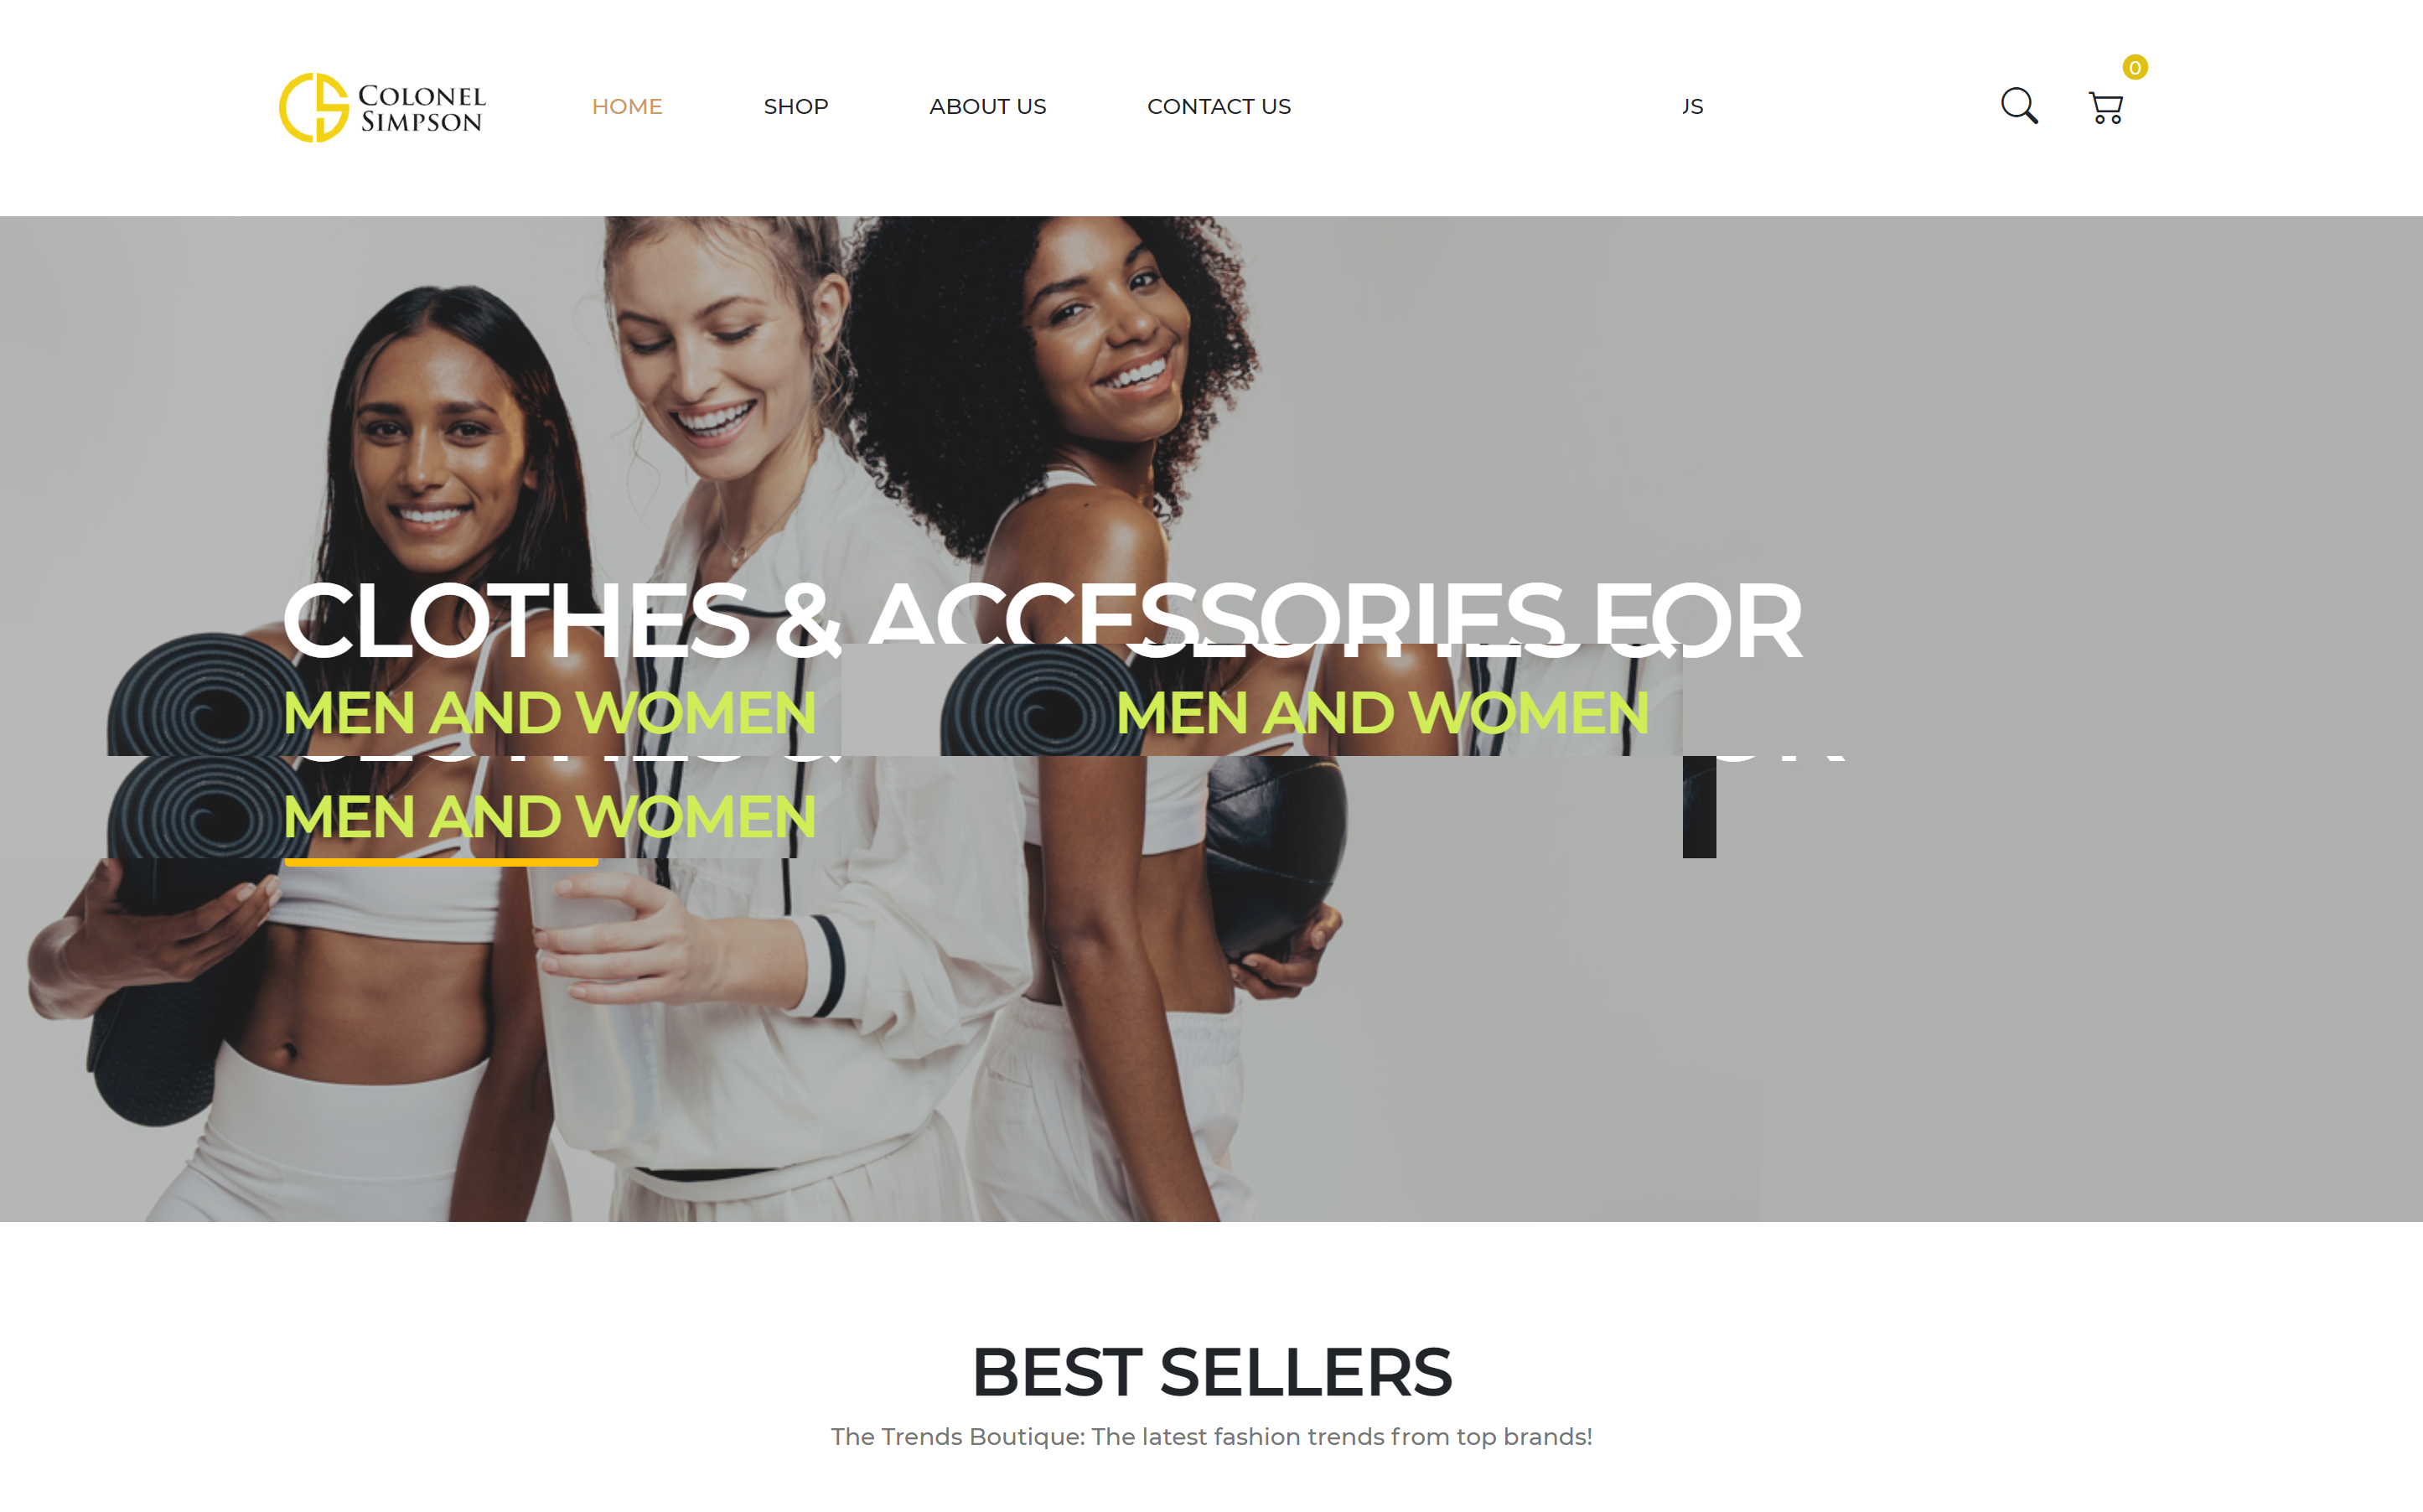 COLONEL
SIMPSON
HOME SHOP ABOUT US CONTACT US US
0
CLOTHES & ACCESSORIES FOR
MEN AND WOMEN MEN AND WOMEN
MEN AND WOMEN
BEST SELLERS
The Trends Boutique: The latest fashion trends from top brands!